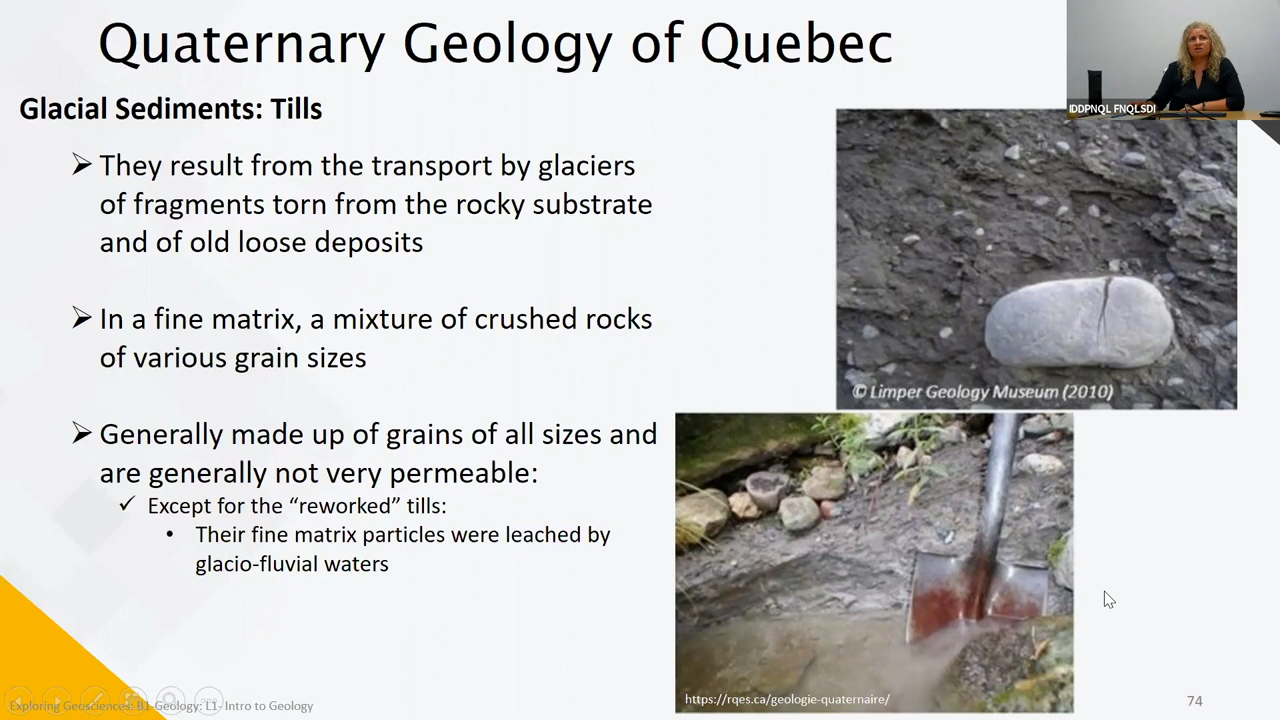 Quaternary Geology of Quebec
IDDPNQL FNQLSDI
Glacial Sediments: Tills
They result from the transport by glaciers
of fragments torn from the rocky substrate
and of old loose deposits
In a fine matrix, a mixture of crushed rocks
of various grain sizes
© Limper Geology Museum (2010)
Generally made up of grains of all sizes and
are generally not very permeable:
Except for the “reworked” tills:
Their fine matrix particles were leached by
glacio-fluvial waters
https://rqes.ca/geologie-quaternaire/
Exploring Geosciences: B1-Geology: L1- Intro to Geology
74